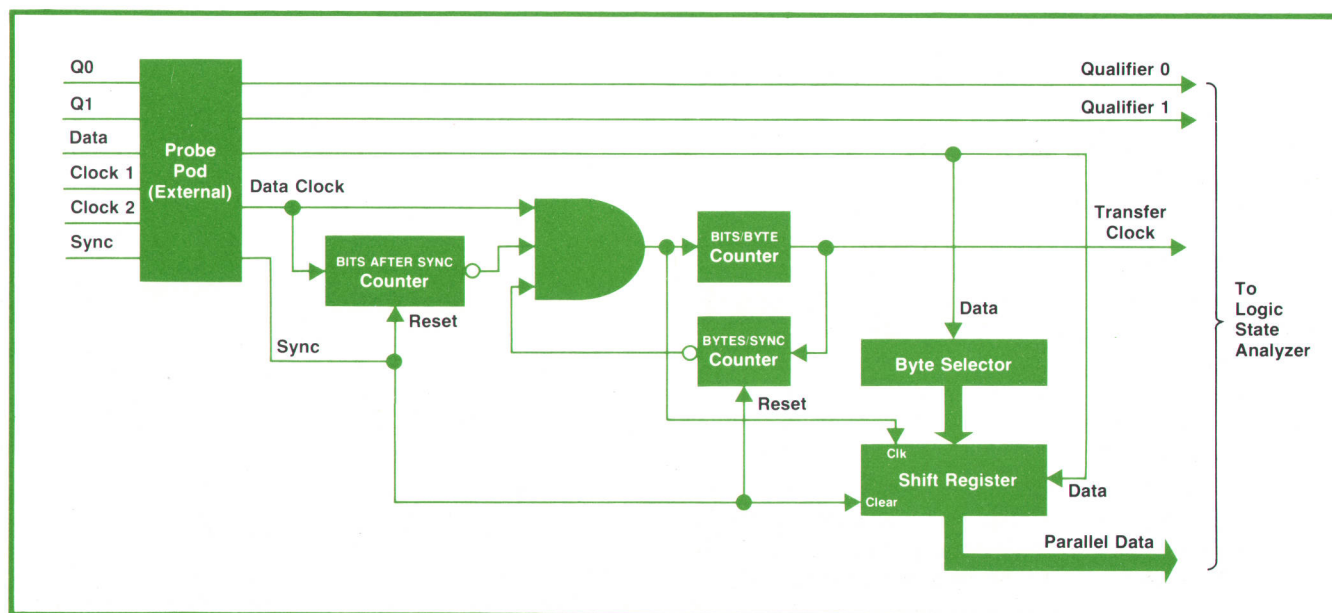 Q0
Q1
Data
Clock 1
Clock 2
Sync
Probe
Pod
(External)
Data Clock
BITS AFTER SYNC
Counter
Reset
Sync
BITS/BYTE
Counter
BYTES/SYNC
Counter
Reset
Qualifier 0
Qualifier 1
Transfer
Clock
Data
Byte Selector
Clk
Shift Register
Clear
Data
Parallel Data
To
Logic
State
Analyzer